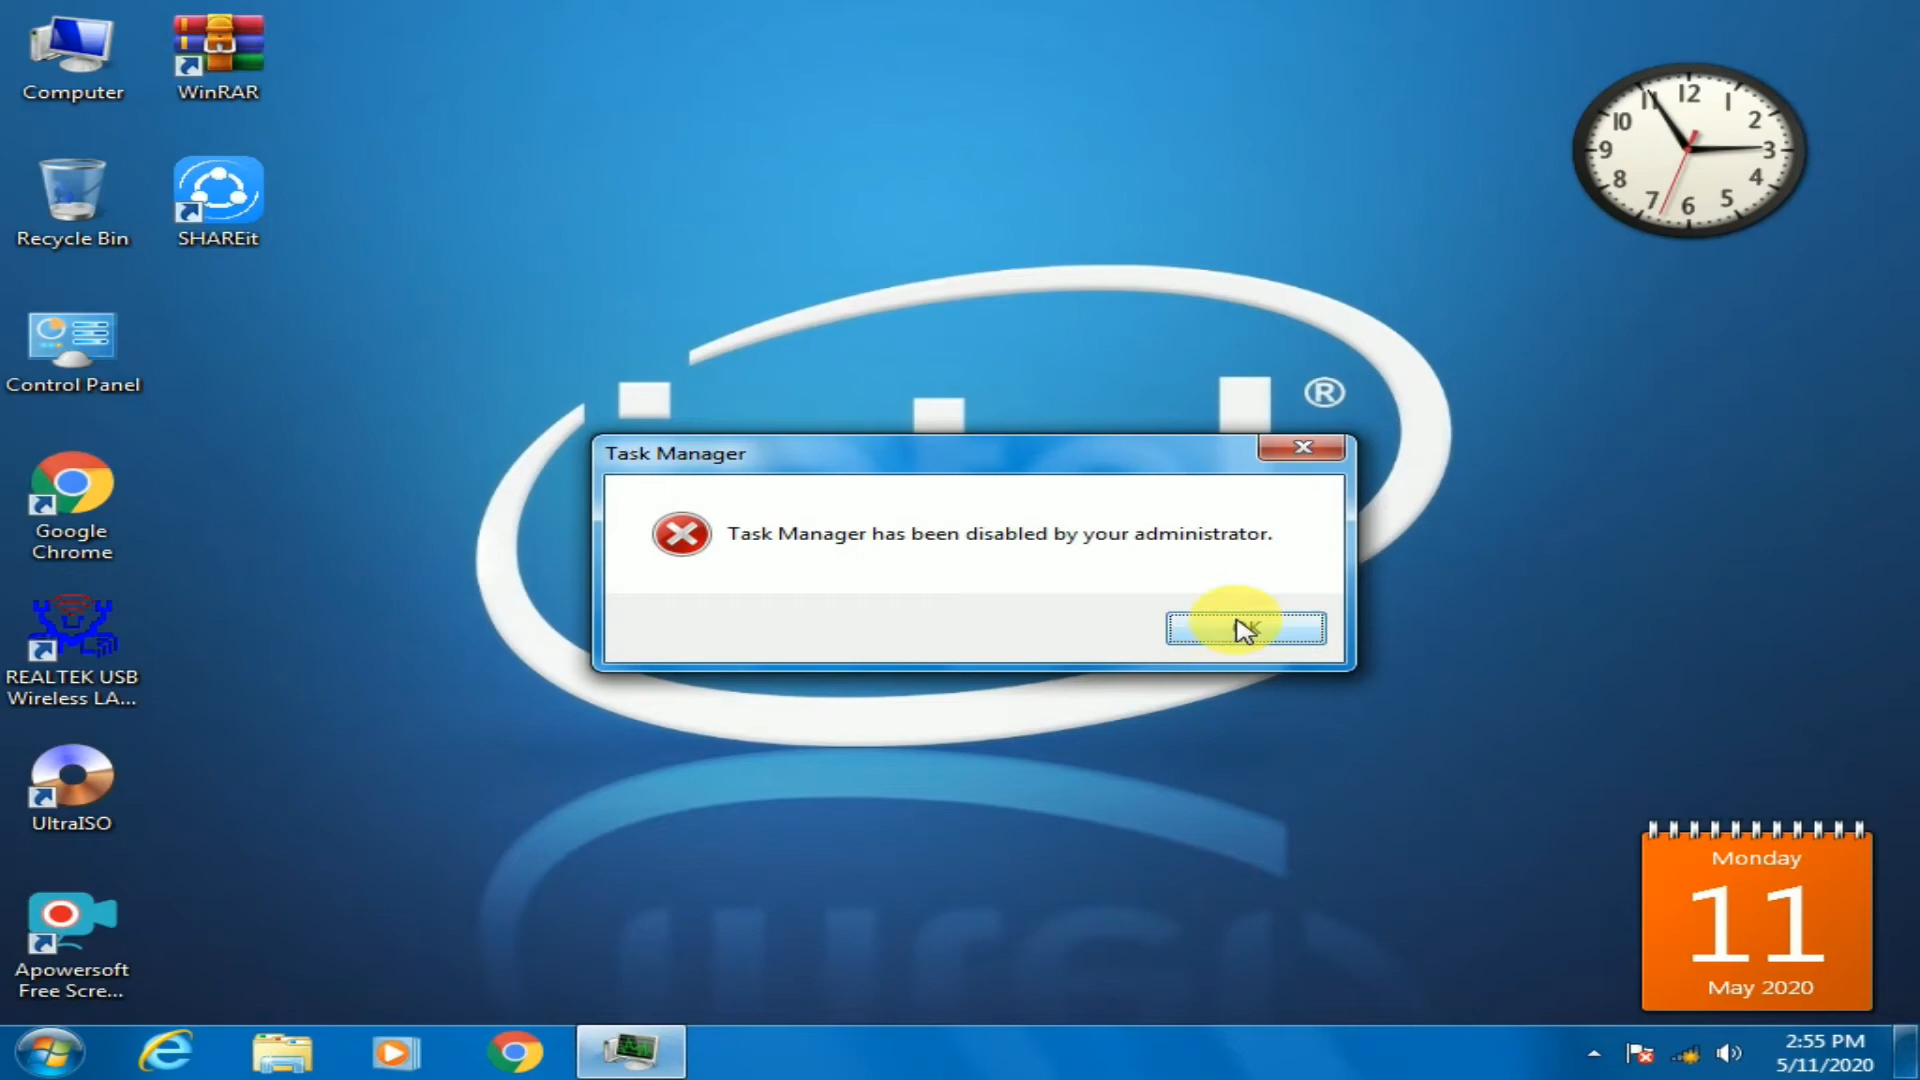 Computer
WinRAR
Recycle Bin
SHAREit
Control Panel
Google
Chrome
REALTEK USB
Wireless LA...
UltraISO
Apowersoft
Free Scre...
12
1
2
3
4
5
6
7
8
9
10
11
®
Task Manager
Task Manager has been disabled by your administrator.
OK
Monday
11
May 2020
2:55 PM
5/11/2020